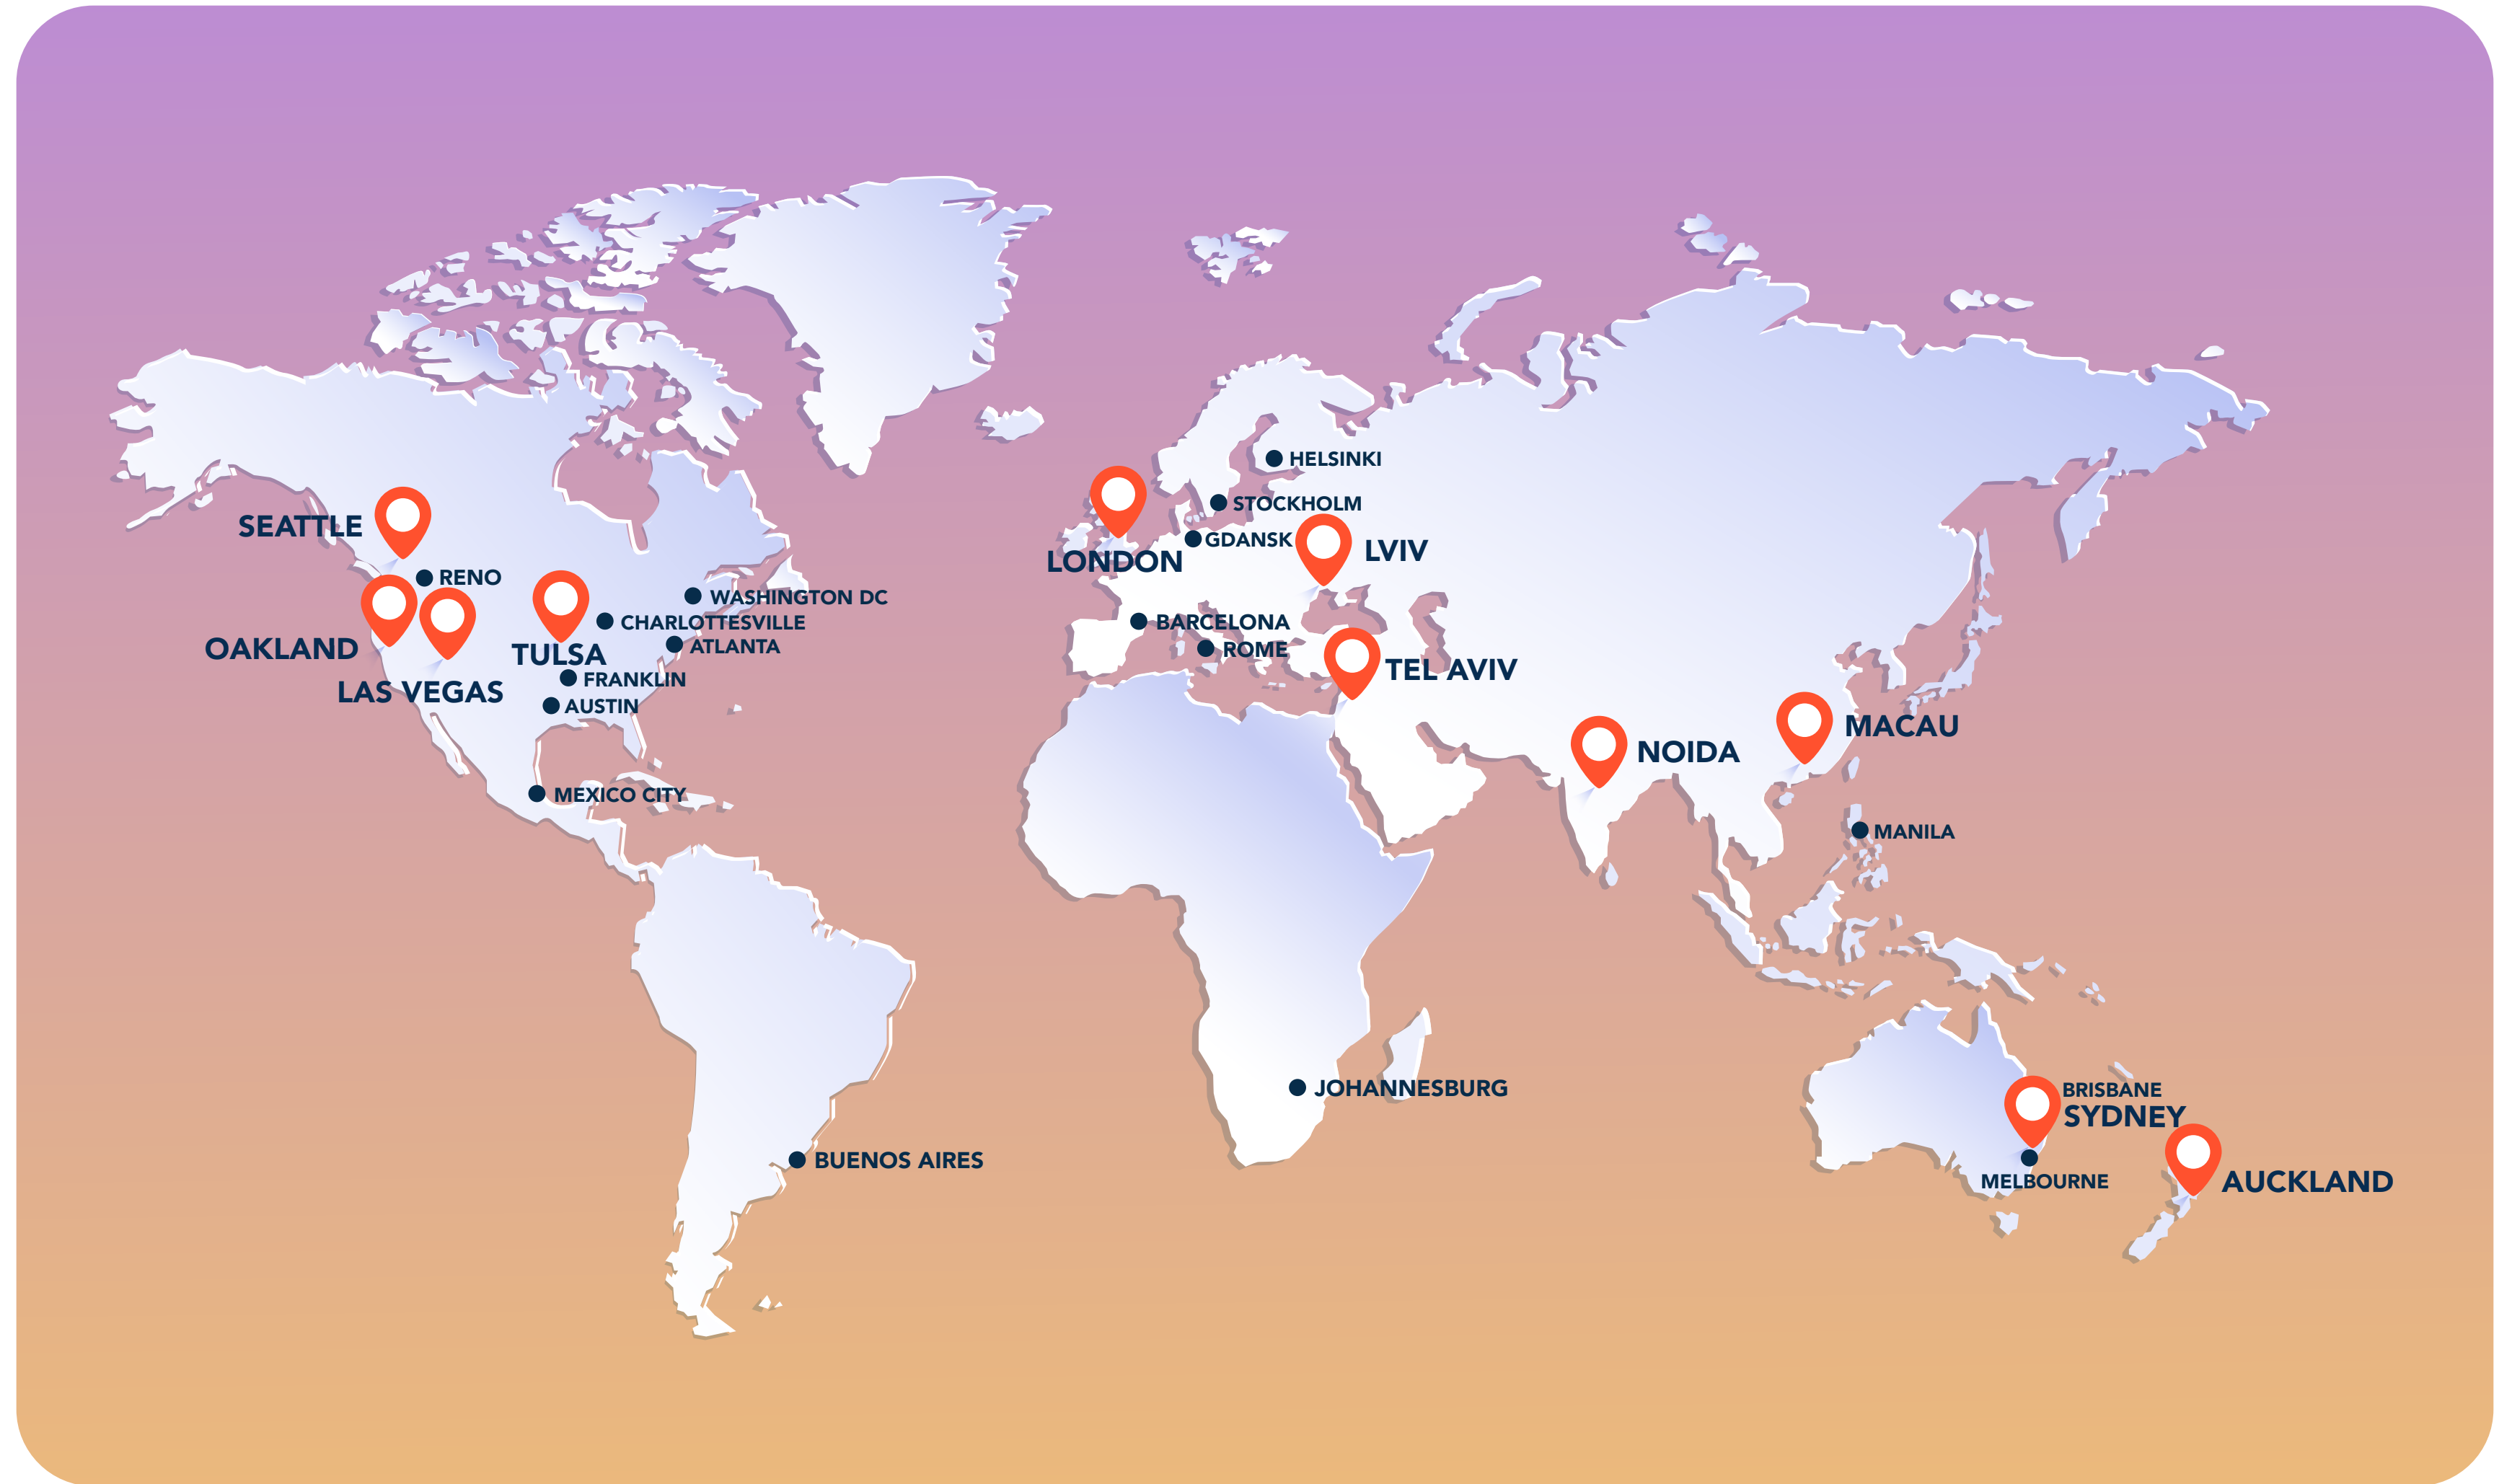 HELSINKI
STOCKHOLM
SEATTLE
GDANSK
LVIV
LONDON
RENO
WASHINGTON DC
CHARLOTTESVILLE
BARCELONA
ATLANTA
OAKLAND
ROME
TULSA
TEL AVIV
FRANKLIN
LAS VEGAS
AUSTIN
MACAU
NOIDA
MEXICO CITY
MANILA
JOHANNESBURG
BRISBANE
SYDNEY
BUENOS AIRES
MELBOURNE
AUCKLAND